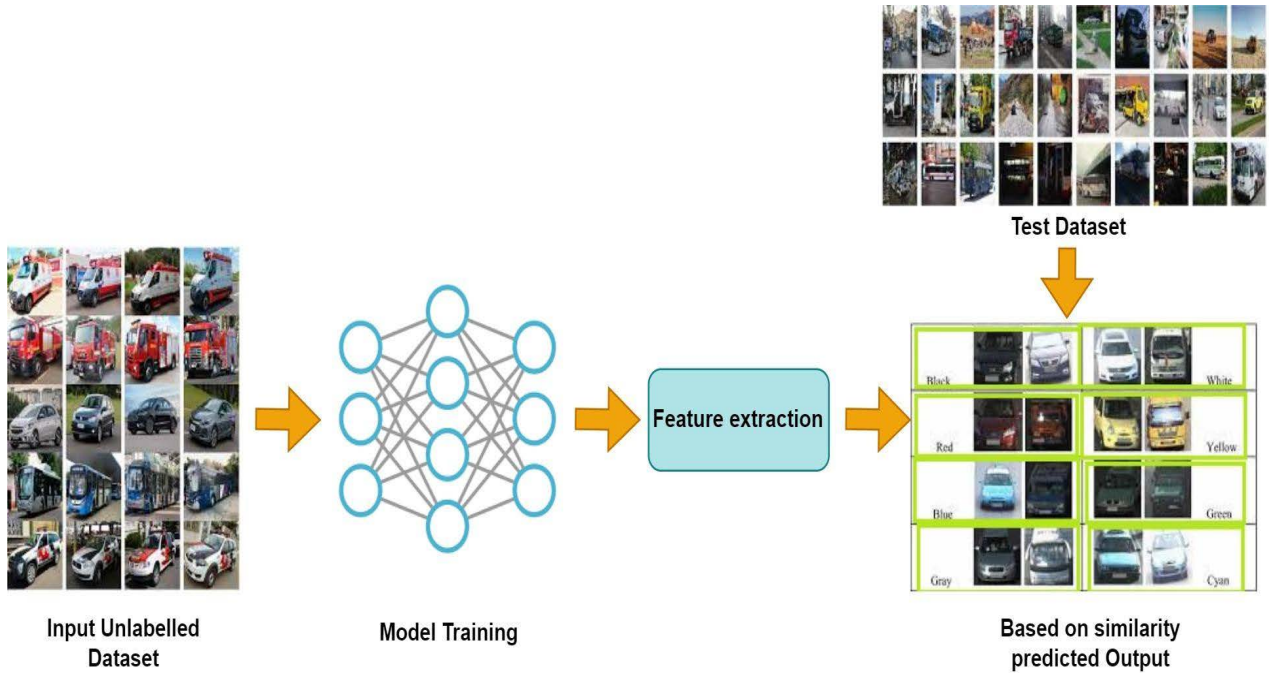 Test Dataset
Black
White
Red
Yellow
Blue
Green
Gray
Cyan
Feature extraction
Input Unlabelled
Dataset
Model Training
Based on similarity
predicted Output